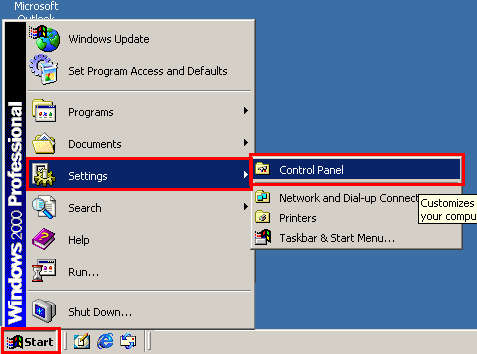 Microsoft
Outlook
Windows Update
Set Program Access and Defaults
Programs
Documents
Settings
Search
Help
Run...
Shut Down...
Windows 2000 Professional
Control Panel
Network and Dial-up Connect
Printers
Taskbar & Start Menu...
Customizes
your compu
Start